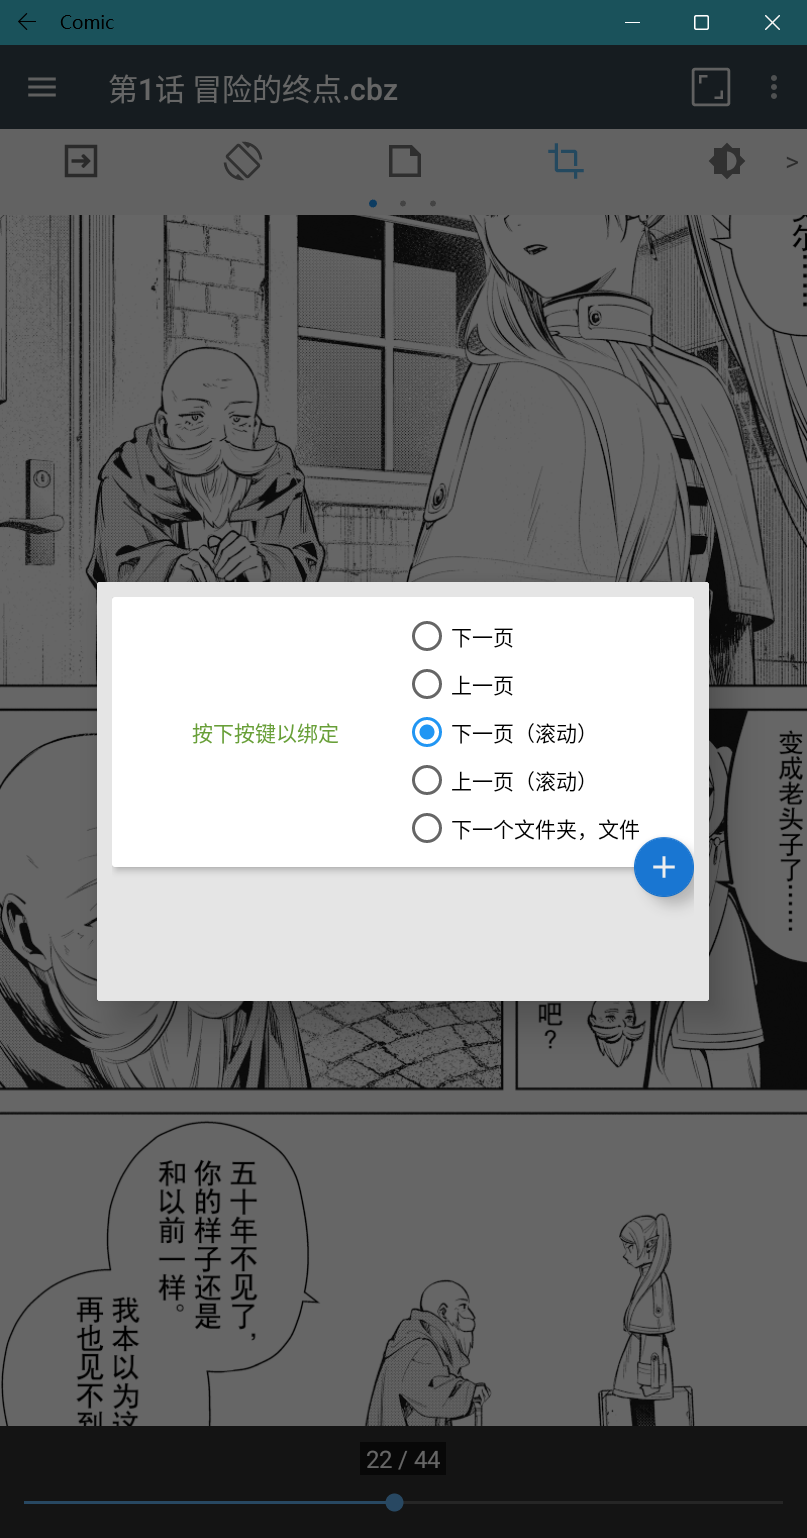 Comic
第1话 冒险的终点.cbz
>
尔……
下一页
上一页
按下按键以绑定
下一页（滚动）
上一页（滚动）
下一个文件夹，文件
变成老头子了……
吧？
五十年不见了，
你的样子还是
和以前一样。
我本以为这
再也见不到
22 / 44